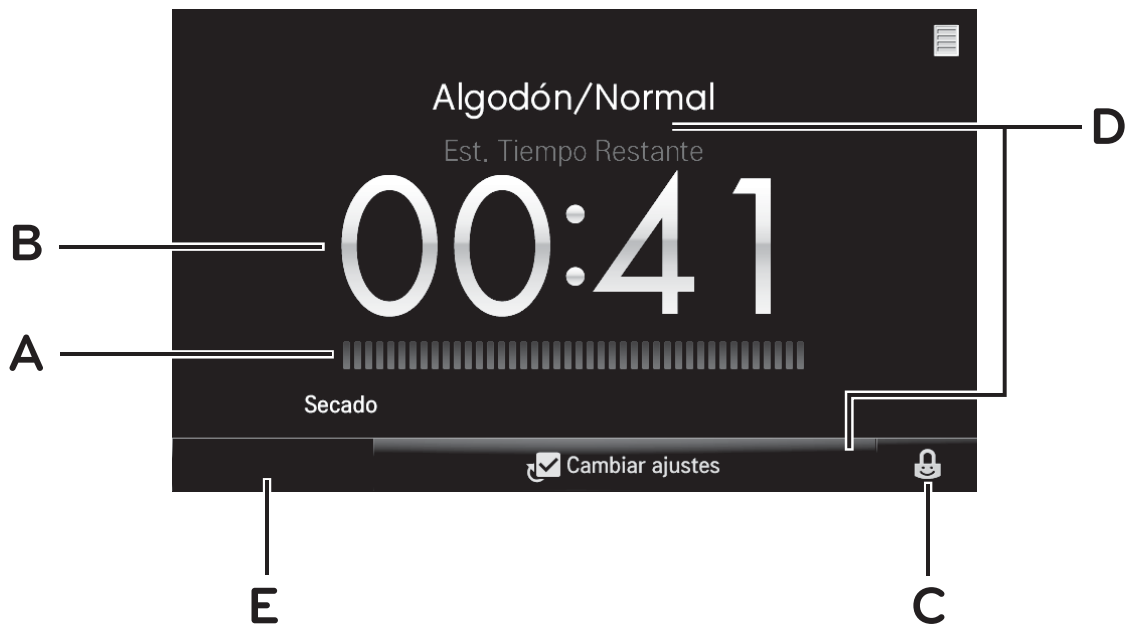 Algodón/Normal
D
Est. Tiempo Restante
B
00:41
A
Secado
Cambiar ajustes
E
C